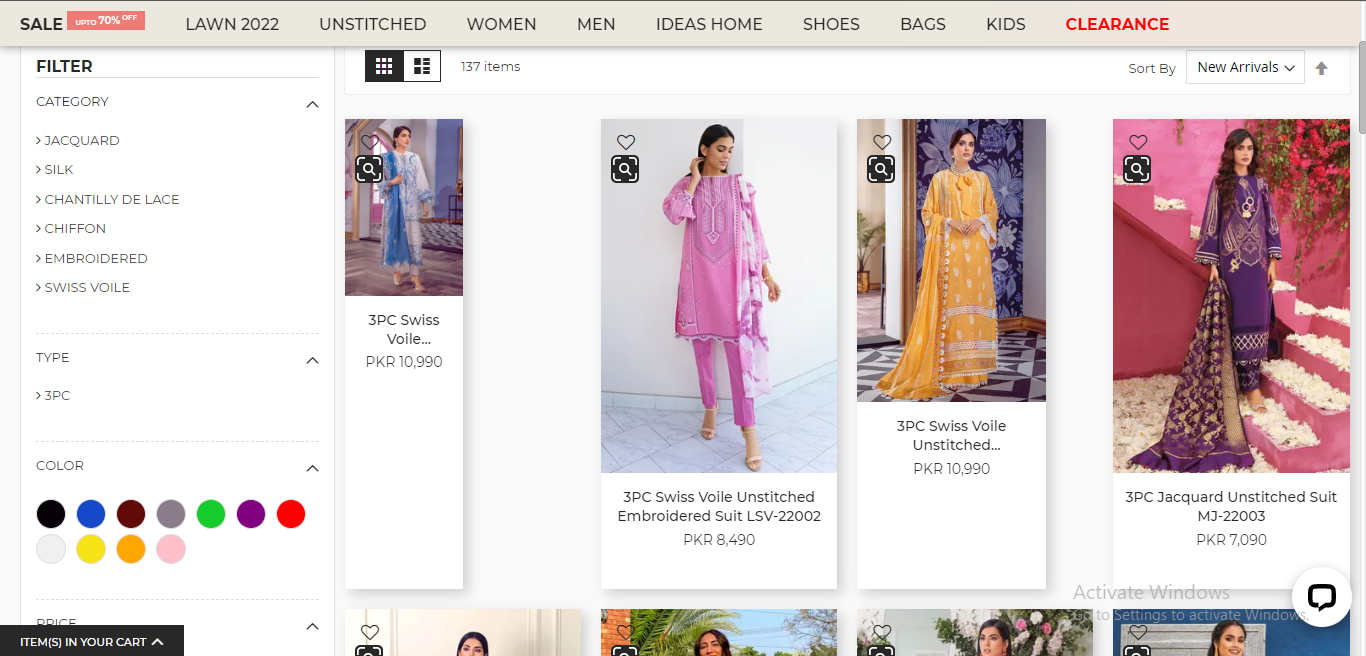 SALE UPTO 70% OFF LAWN 2022 UNSTITCHED WOMEN MEN IDEAS HOME SHOES BAGS KIDS CLEARANCE
FILTER
137 items
Sort By New Arrivals
CATEGORY
JACQUARD
SILK
CHANTILLY DE LACE
CHIFFON
EMBROIDERED
SWISS VOILE
TYPE
3PC
COLOR
PRICE
ITEM(S) IN YOUR CART
3PC Swiss
Voile...
PKR 10,990
3PC Swiss Voile Unstitched
Embroidered Suit LSV-22002
PKR 8,490
3PC Swiss Voile
Unstitched...
PKR 10,990
3PC Jacquard Unstitched Suit
MJ-22003
PKR 7,090
Activate Windows
Go to Settings to activate Windows.